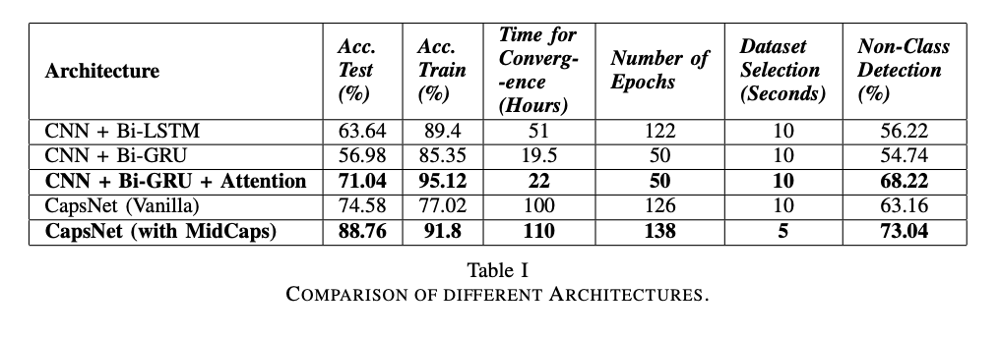 Architecture Acc. Test (%) Acc. Train (%) Time for Converg- -ence (Hours) Number of Epochs Dataset Selection (Seconds) Non-Class Detection (%)
CNN + Bi-LSTM 63.64 89.4 51 122 10 56.22
CNN + Bi-GRU 56.98 85.35 19.5 50 10 54.74
CNN + Bi-GRU + Attention 71.04 95.12 22 50 10 68.22
CapsNet (Vanilla) 74.58 77.02 100 126 10 63.16
CapsNet (with MidCaps) 88.76 91.8 110 138 5 73.04
Table I
COMPARISON OF DIFFERENT ARCHITECTURES.